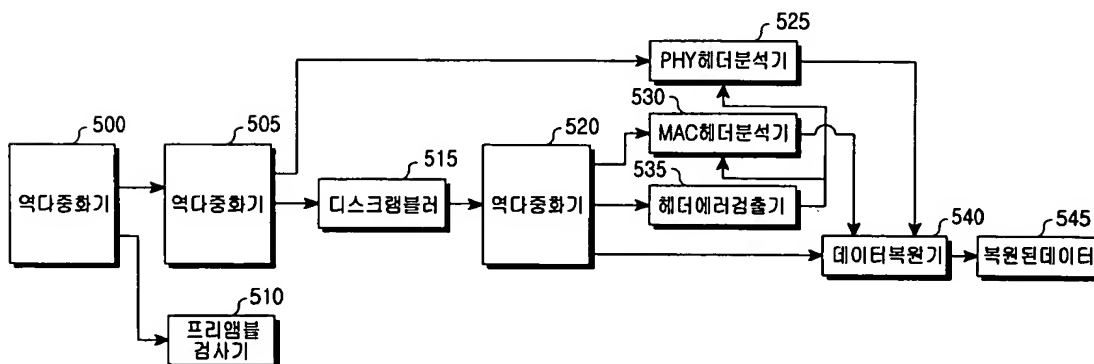 525
PHY헤더분석기
530
MAC헤더분석기
500
505
520
515
535
역다중화기
역다중화기
디스크램블러
역다중화기
헤더에러검출기
540
545
데이터복원기
복원된데이터
510
프리앰블
검사기